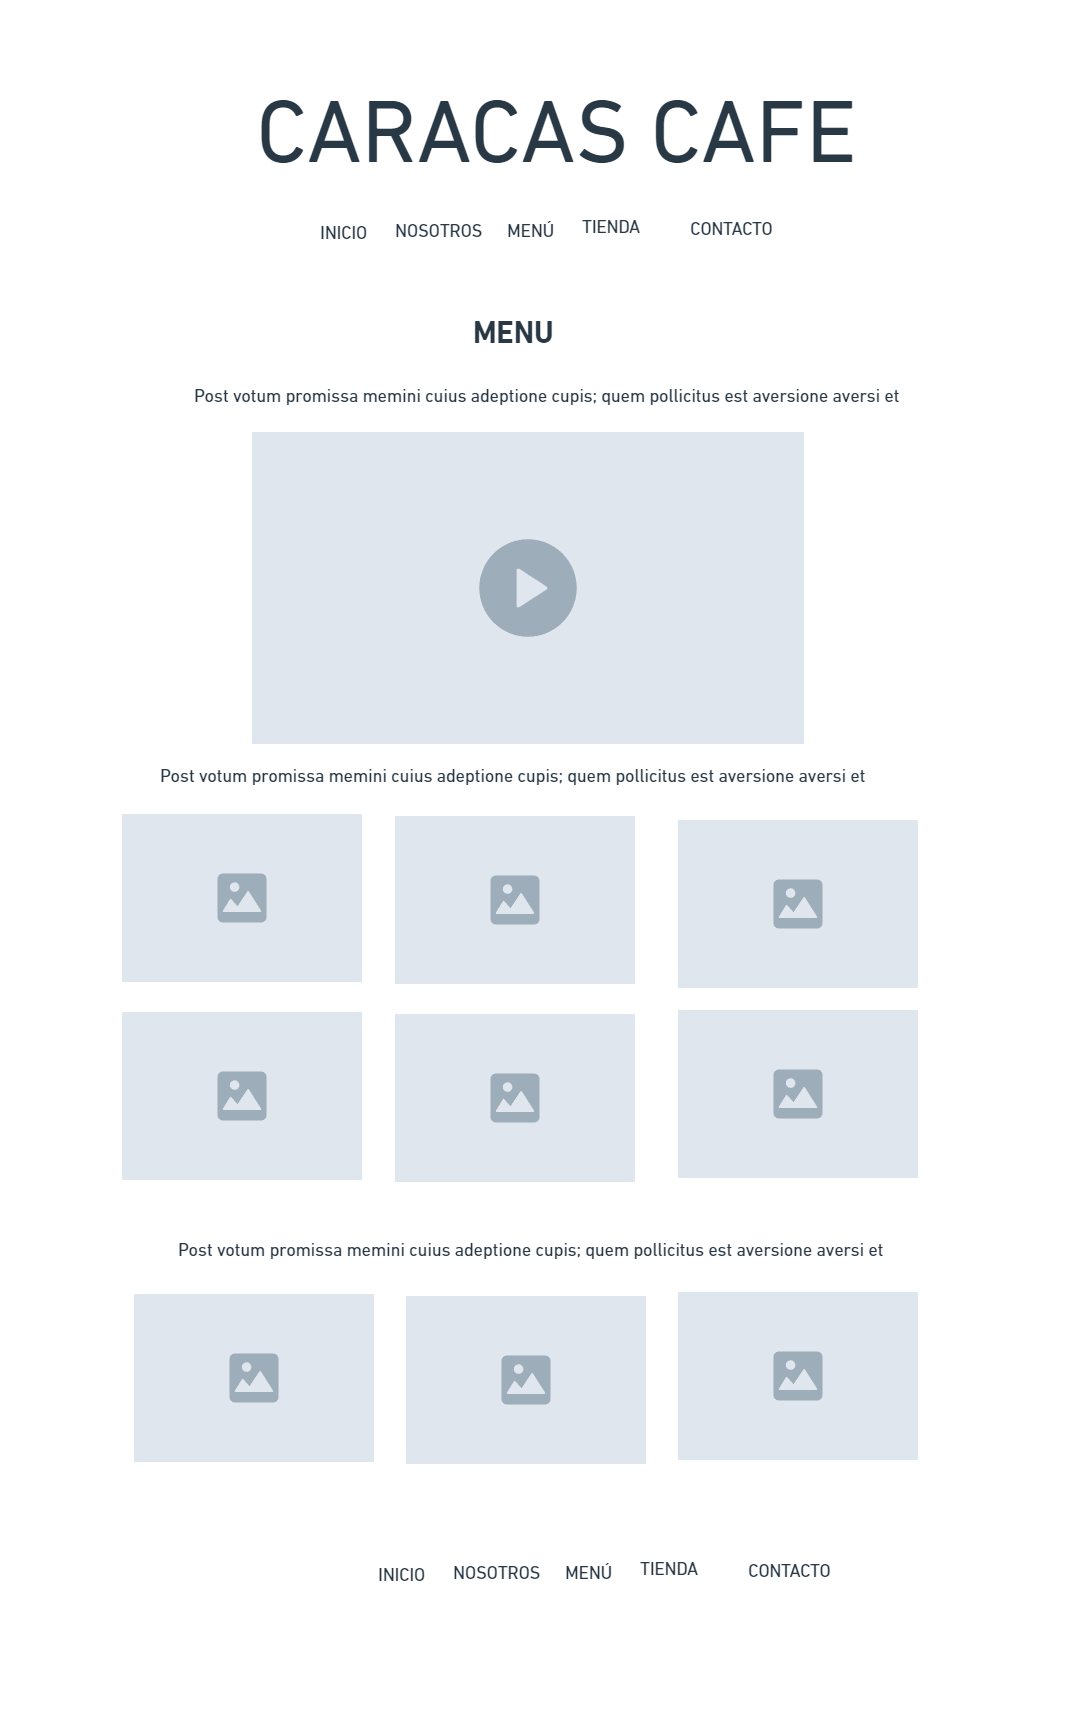 CARACAS CAFE
INICIO NOSOTROS MENÚ TIENDA CONTACTO
MENU
Post votum promissa memini cuius adeptione cupis; quem pollicitus est aversione aversi et
Post votum promissa memini cuius adeptione cupis; quem pollicitus est aversione aversi et
Post votum promissa memini cuius adeptione cupis; quem pollicitus est aversione aversi et
INICIO NOSOTROS MENÚ TIENDA CONTACTO